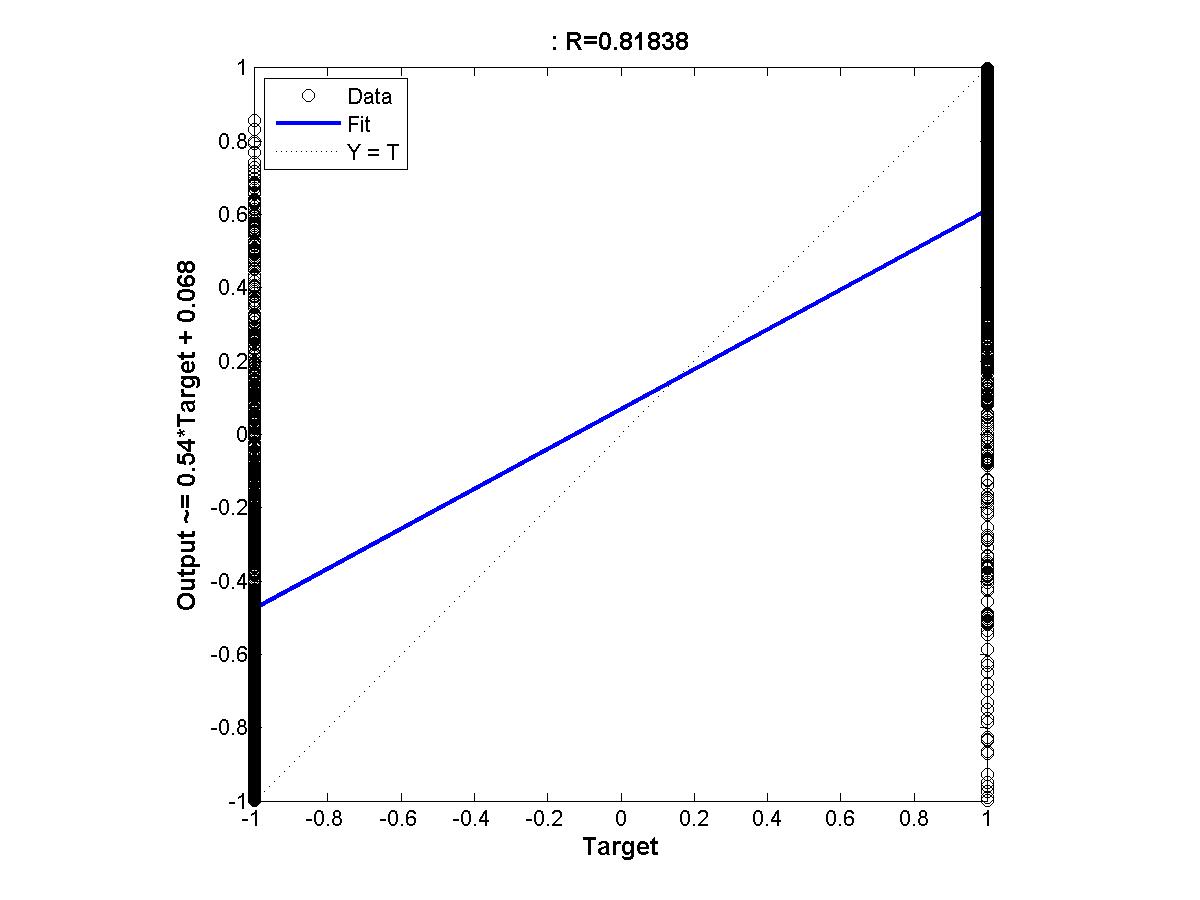 : R=0.81838
Data
Fit
Y = T
Output ~= 0.54*Target + 0.068
1
0.8
0.6
0.4
0.2
0
-0.2
-0.4
-0.6
-0.8
-1
-1 -0.8 -0.6 -0.4 -0.2 0 0.2 0.4 0.6 0.8 1
Target